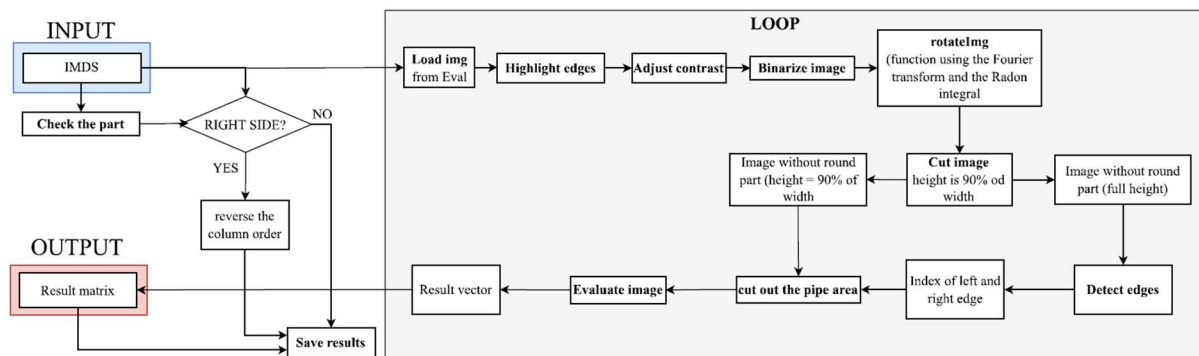 INPUT
IMDS
Check the part
RIGHT SIDE?
NO
YES
reverse the
column order
OUTPUT
Result matrix
Save results
LOOP
Load img
from Eval
Highlight edges
Adjust contrast
Binarize image
rotateImg
(function using the Fourier
transform and the Radon
integral
Cut image
height is 90% od
width
Image without round
part (height = 90% of
width
Image without round
part (full height)
Detect edges
Index of left and
right edge
cut out the pipe area
Evaluate image
Result vector